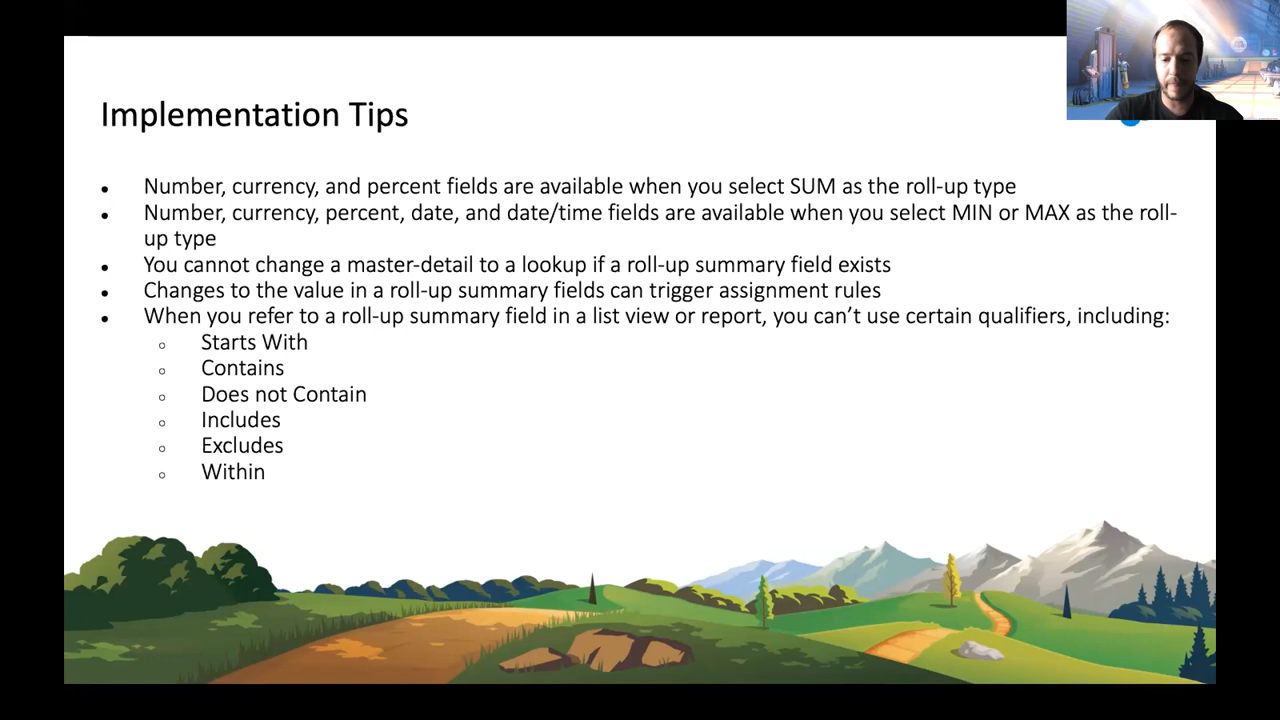 Implementation Tips
Number, currency, and percent fields are available when you select SUM as the roll-up type
Number, currency, percent, date, and date/time fields are available when you select MIN or MAX as the roll-
up type
You cannot change a master-detail to a lookup if a roll-up summary field exists
Changes to the value in a roll-up summary fields can trigger assignment rules
When you refer to a roll-up summary field in a list view or report, you can’t use certain qualifiers, including:
Starts With
Contains
Does not Contain
Includes
Excludes
Within